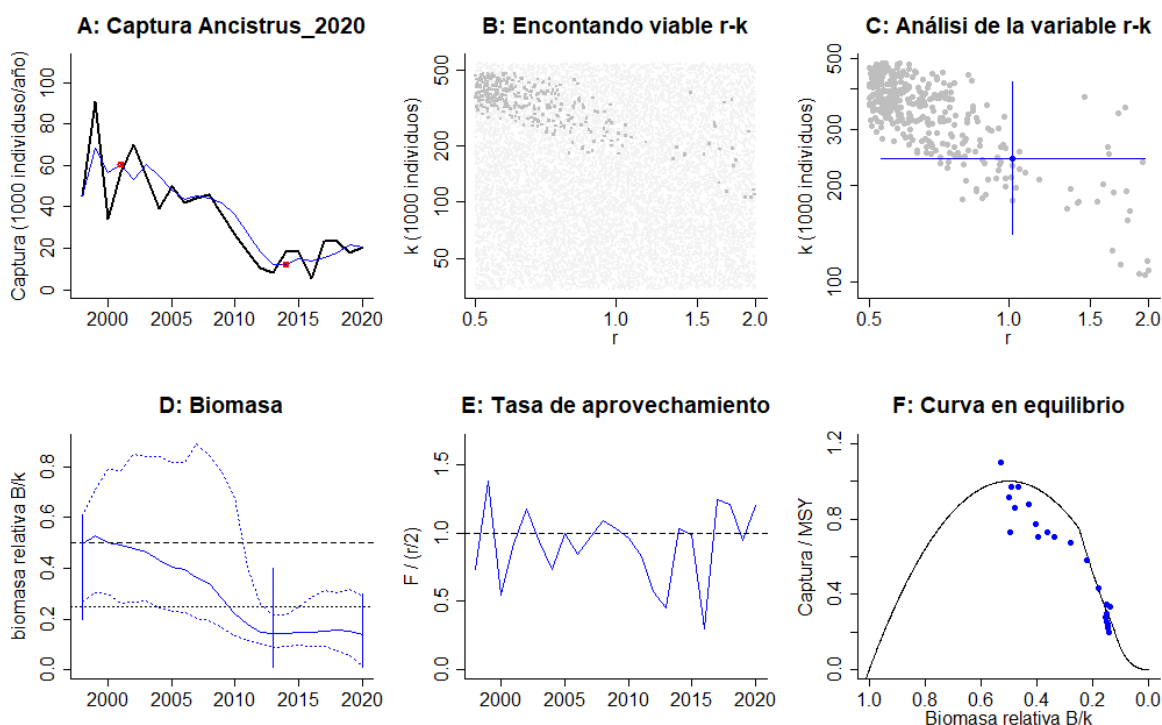 A: Captura Ancistrus_2020
Captura (1000 individuso/año)
0 20 40 60 80 100
2000 2005 2010 2015 2020
B: Encontando viable r-k
k (1000 individuos)
50 100 200 500
0.5 1.0 2.0
r
C: Análisi de la variable r-k
k (1000 individuos)
100 200 300 500
0.5 1.0 1.5 2.0
r
D: Biomasa
biomasa relativa B/k
0.0 0.2 0.4 0.6 0.8
2000 2005 2010 2015 2020
E: Tasa de aprovechamiento
F / (r/2)
0.0 0.5 1.0 1.5
2000 2005 2010 2015 2020
F: Curva en equilibrio
Captura / MSY
0.0 0.4 0.8 1.2
1.0 0.8 0.6 0.4 0.2 0.0
Biomasa relativa B/k